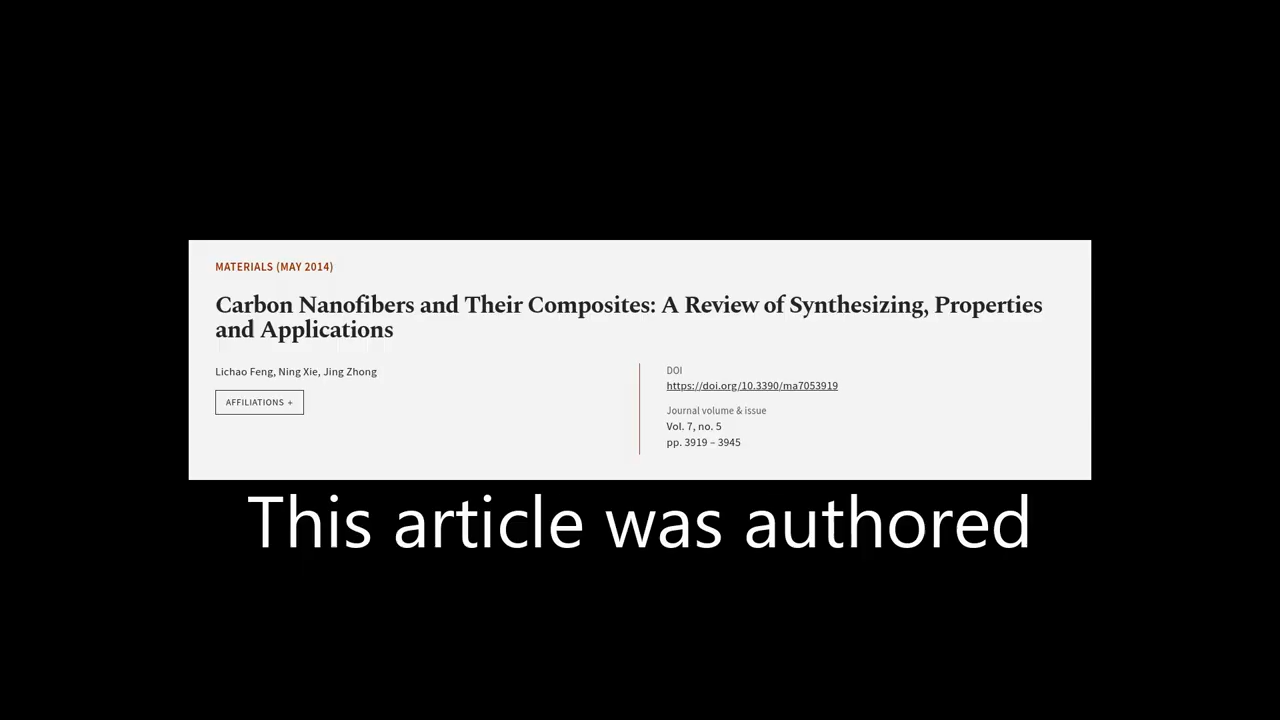 MATERIALS (MAY 2014)
Carbon Nanofibers and Their Composites: A Review of Synthesizing, Properties
and Applications
Lichao Feng, Ning Xie, Jing Zhong
AFFILIATIONS +
DOI
https://doi.org/10.3390/ma7053919
Journal volume & issue
Vol. 7, no. 5
pp. 3919 – 3945
This article was authored